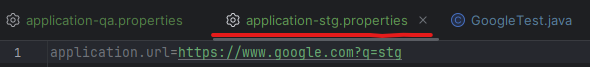 application-qa.properties application-stg.properties GoogleTest.java
1 application.url=https://www.google.com?q=stg